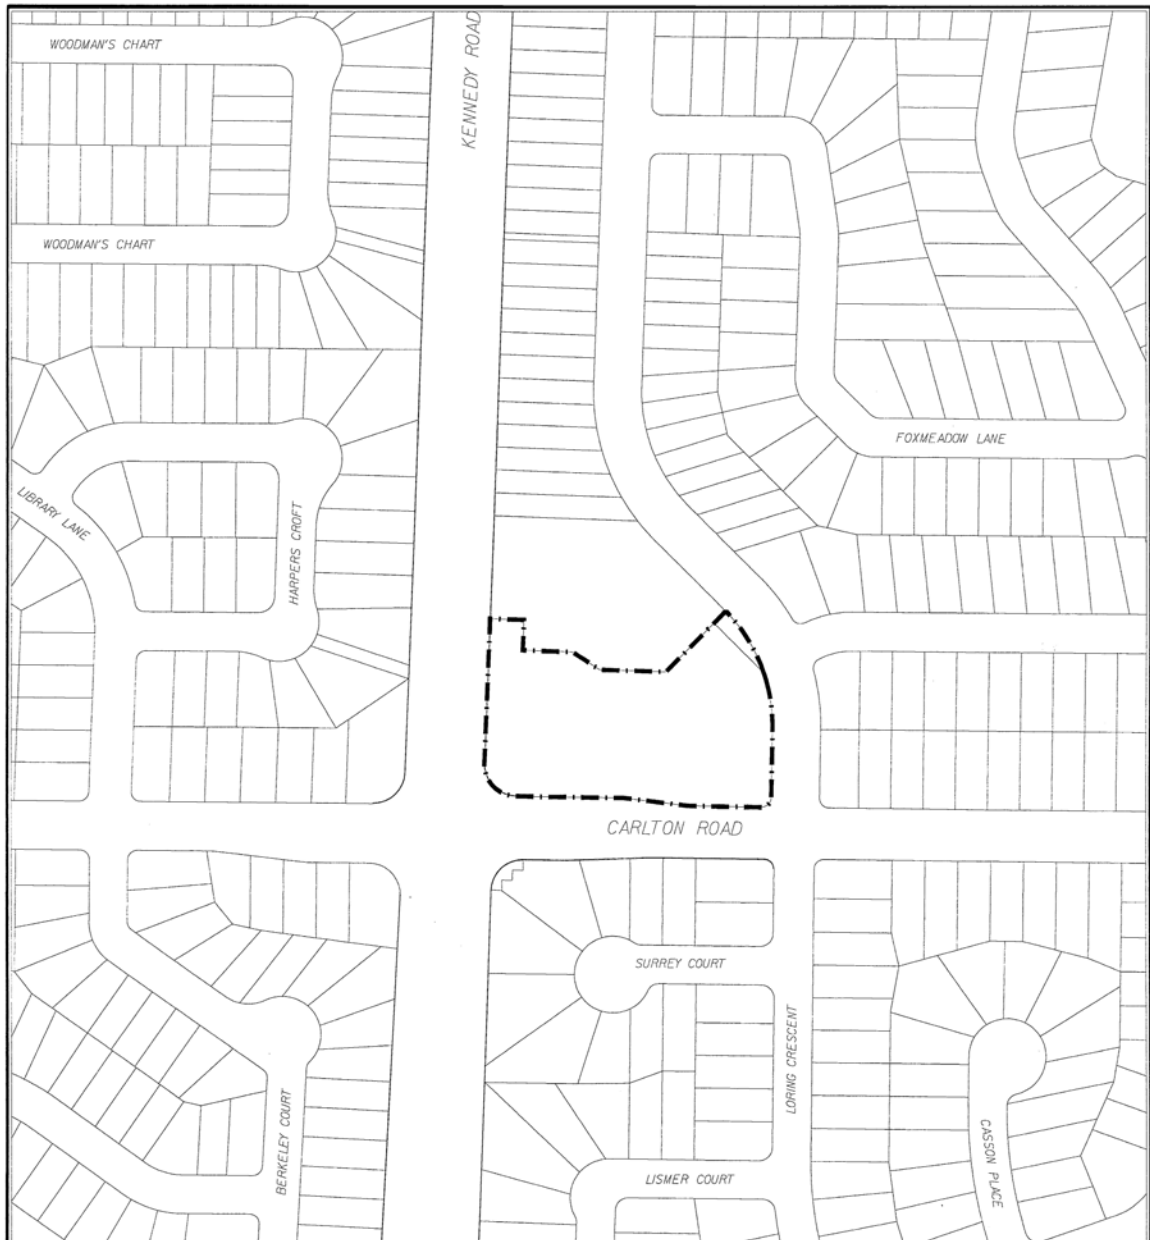 WOODMAN'S CHART
KENNEDY ROAD
WOODMAN'S CHART
FOXMEADOW LANE
LIBRARY LANE
HARPERS CROFT
CARLTON ROAD
SURREY COURT
LORING CRESCENT
BERKELEY COURT
CASSON PLACE
LISMER COURT